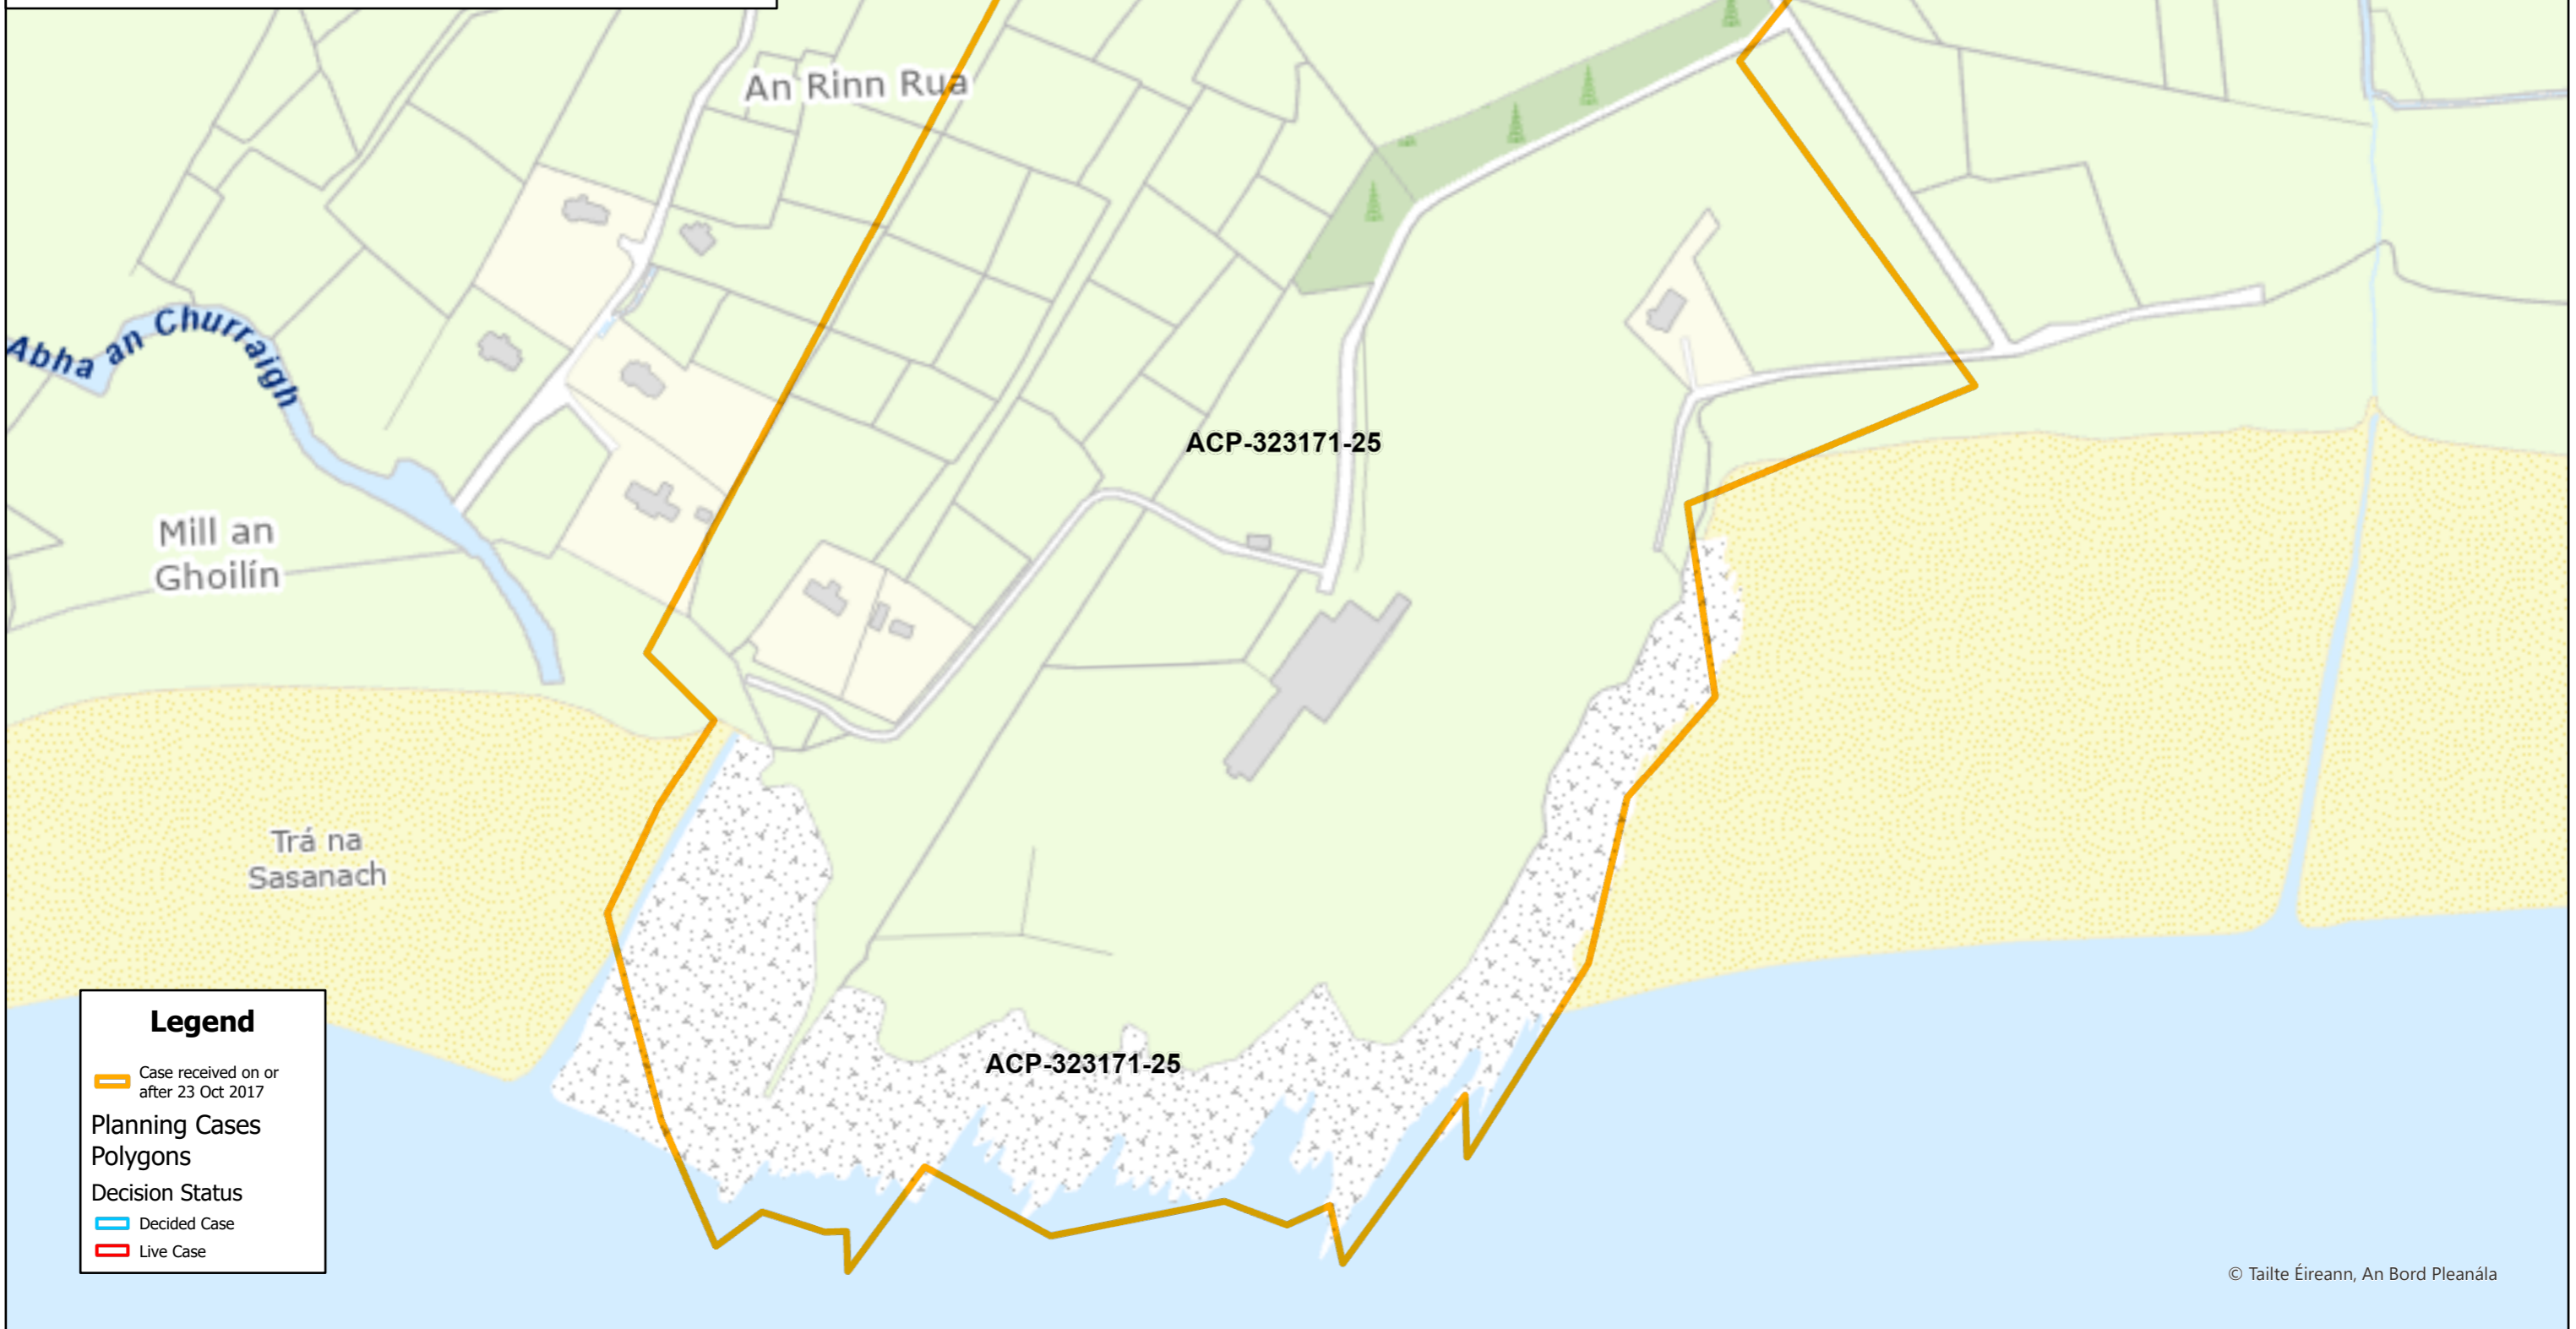 An Rinn Rua
Abha an Churraigh
ACP-323171-25
Mill an
Ghoilín
Trá na
Sasanach
ACP-323171-25
Legend
Case received on or
after 23 Oct 2017
Planning Cases
Polygons
Decision Status
Decided Case
Live Case
© Tailte Éireann, An Bord Pleanála